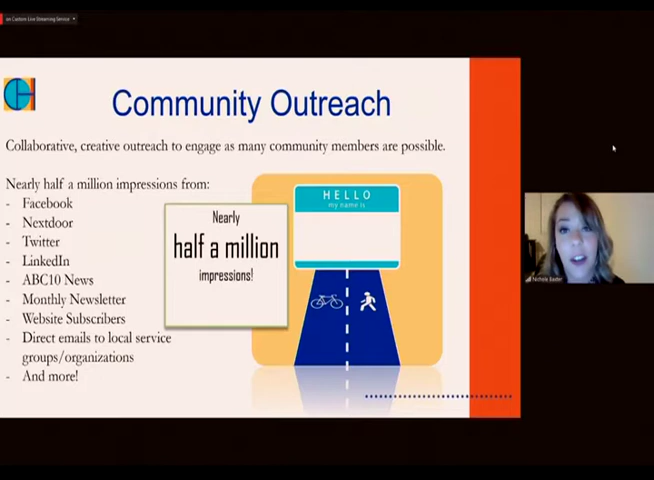 on Custom Live Streaming Service
Community Outreach
Collaborative, creative outreach to engage as many community members are possible.
Nearly half a million impressions from:
- Facebook
- Nextdoor
- Twitter
- LinkedIn
- ABC10 News
- Monthly Newsletter
- Website Subscribers
- Direct emails to local service
groups/organizations
- And more!
Nearly
half a million
impressions!
HELLO
my name is
CH
Nichole Baxter